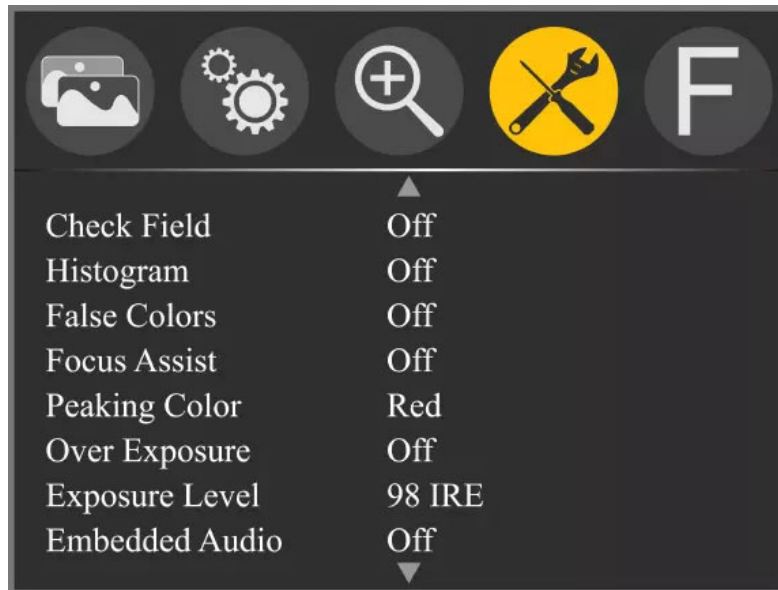 F
Check Field Off
Histogram Off
False Colors Off
Focus Assist Off
Peaking Color Red
Over Exposure Off
Exposure Level 98 IRE
Embedded Audio Off